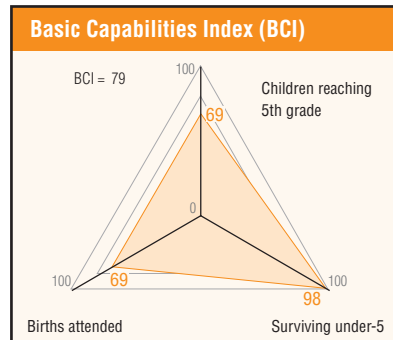 Basic Capabilities Index (BCI)
100
BCI = 79
Children reaching
5th grade
69
0
100
69
100
98
Births attended
Surviving under-5